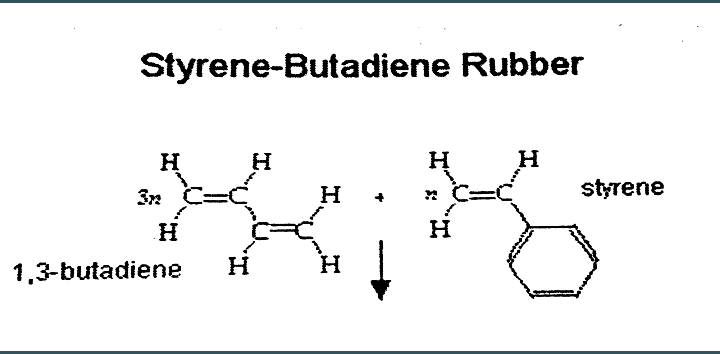 Styrene-Butadiene Rubber
H H H H
3n C=C H + n C=C styrene
H C=C H
1,3-butadiene H H